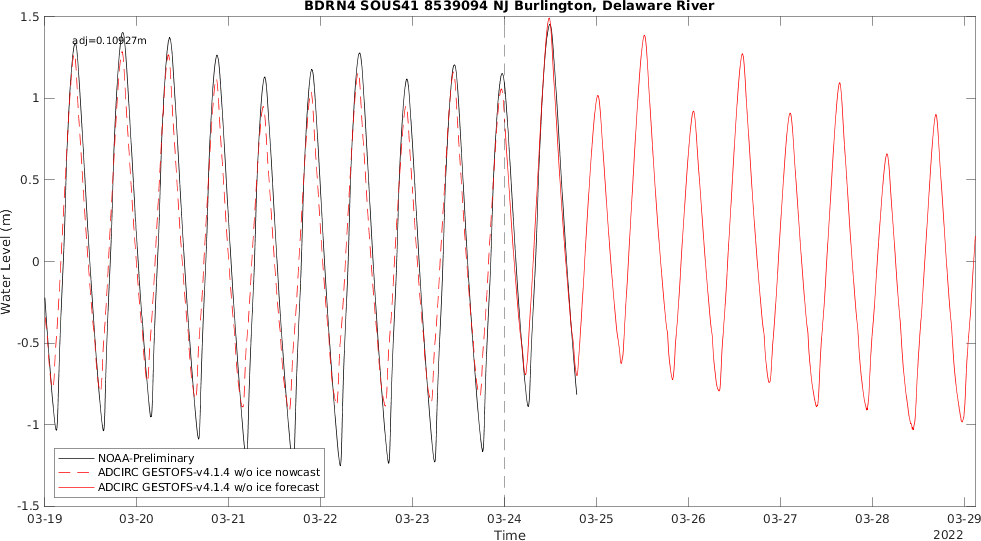 BDRN4 SOUS41 8539094 NJ Burlington, Delaware River
adj=0.10927m
1.5
1
0.5
0
-0.5
-1
-1.5
Water Level (m)
NOAA-Preliminary
ADCIRC GESTOFS-v4.1.4 w/o ice nowcast
ADCIRC GESTOFS-v4.1.4 w/o ice forecast
03-19 03-20 03-21 03-22 03-23 03-24 03-25 03-26 03-27 03-28 03-29
Time
2022